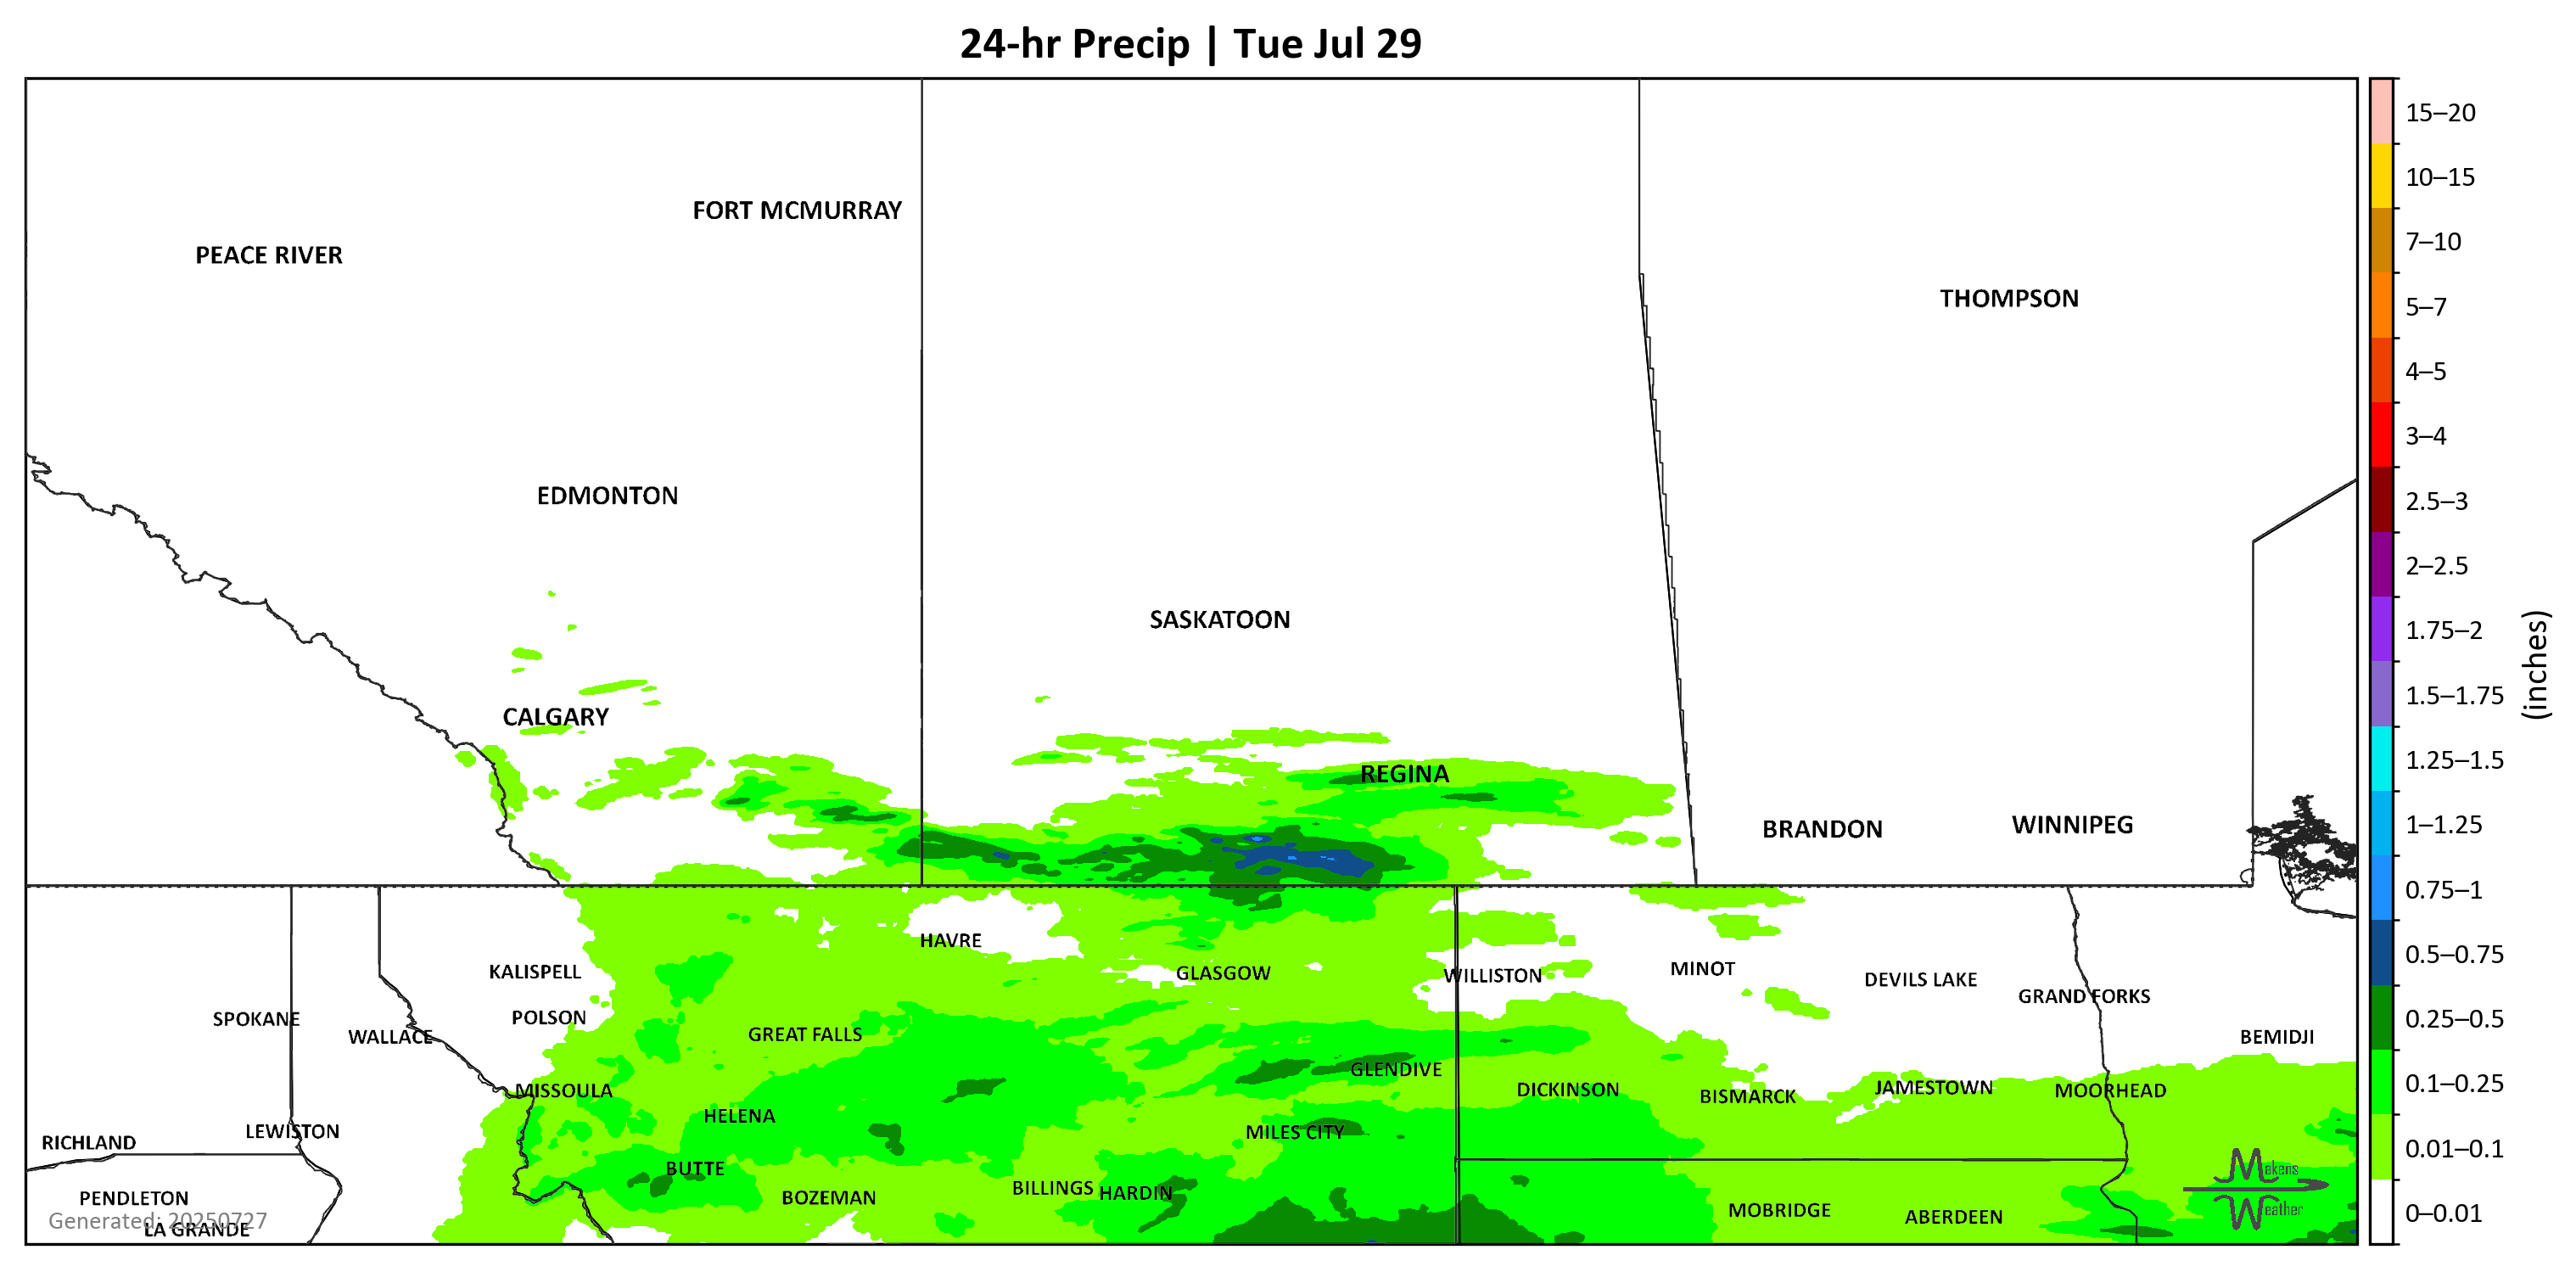 24-hr Precip | Tue Jul 29
FORT MCMURRAY
PEACE RIVER
THOMPSON
EDMONTON
SASKATOON
CALGARY
REGINA
BRANDON
WINNIPEG
HAVRE
KALISPELL
GLASGOW
WILLISTON
MINOT
DEVILS LAKE
GRAND FORKS
SPOKANE
POLSON
WALLACE
GREAT FALLS
BEMIDJI
GLENDIVE
MISSOULA
DICKINSON
BISMARCK
JAMESTOWN
MOORHEAD
HELENA
LEWISTON
RICHLAND
MILES CITY
BUTTE
PENDLETON
BOZEMAN
BILLINGS
HARDIN
MOBRIDGE
ABERDEEN
Generated: 20250727
LA GRANDE
Makens
Weather
15–20
10–15
7–10
5–7
4–5
3–4
2.5–3
2–2.5
1.75–2
1.5–1.75
1.25–1.5
1–1.25
0.75–1
0.5–0.75
0.25–0.5
0.1–0.25
0.01–0.1
0–0.01
(inches)